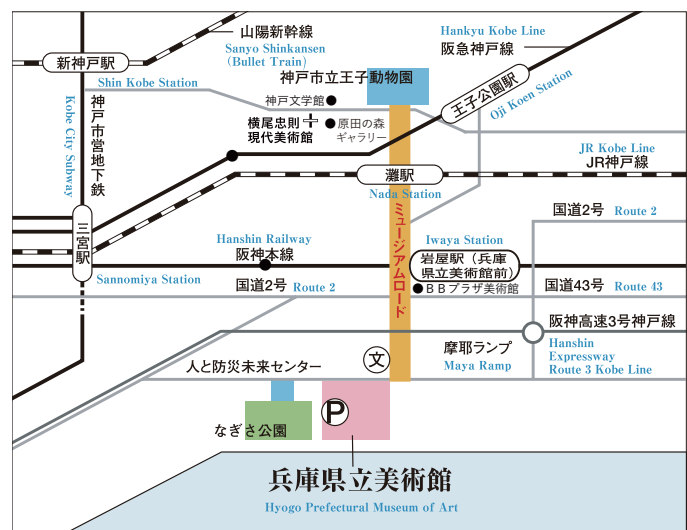 山陽新幹線
Sanyo Shinkansen
(Bullet Train)
Hankyu Kobe Line
阪急神戸線
新神戸駅
Shin Kobe Station
神戸市立王子動物園
王子公園駅
Oji Koen Station
神戸文学館
横尾忠則
現代美術館
原田の森
ギャラリー
神戸市営地下鉄
Kobe City Subway
JR Kobe Line
JR神戸線
灘駅
Nada Station
ミュージアムロード
三宮駅
Sannomiya Station
Hanshin Railway
阪神本線
国道2号 Route 2
Iwaya Station
岩屋駅（兵庫
県立美術館前）
BBプラザ美術館
国道2号 Route 2
国道43号 Route 43
阪神高速3号神戸線
Hanshin
Expressway
Route 3 Kobe Line
摩耶ランプ
Maya Ramp
文
人と防災未来センター
P
なぎさ公園
兵庫県立美術館
Hyogo Prefectural Museum of Art